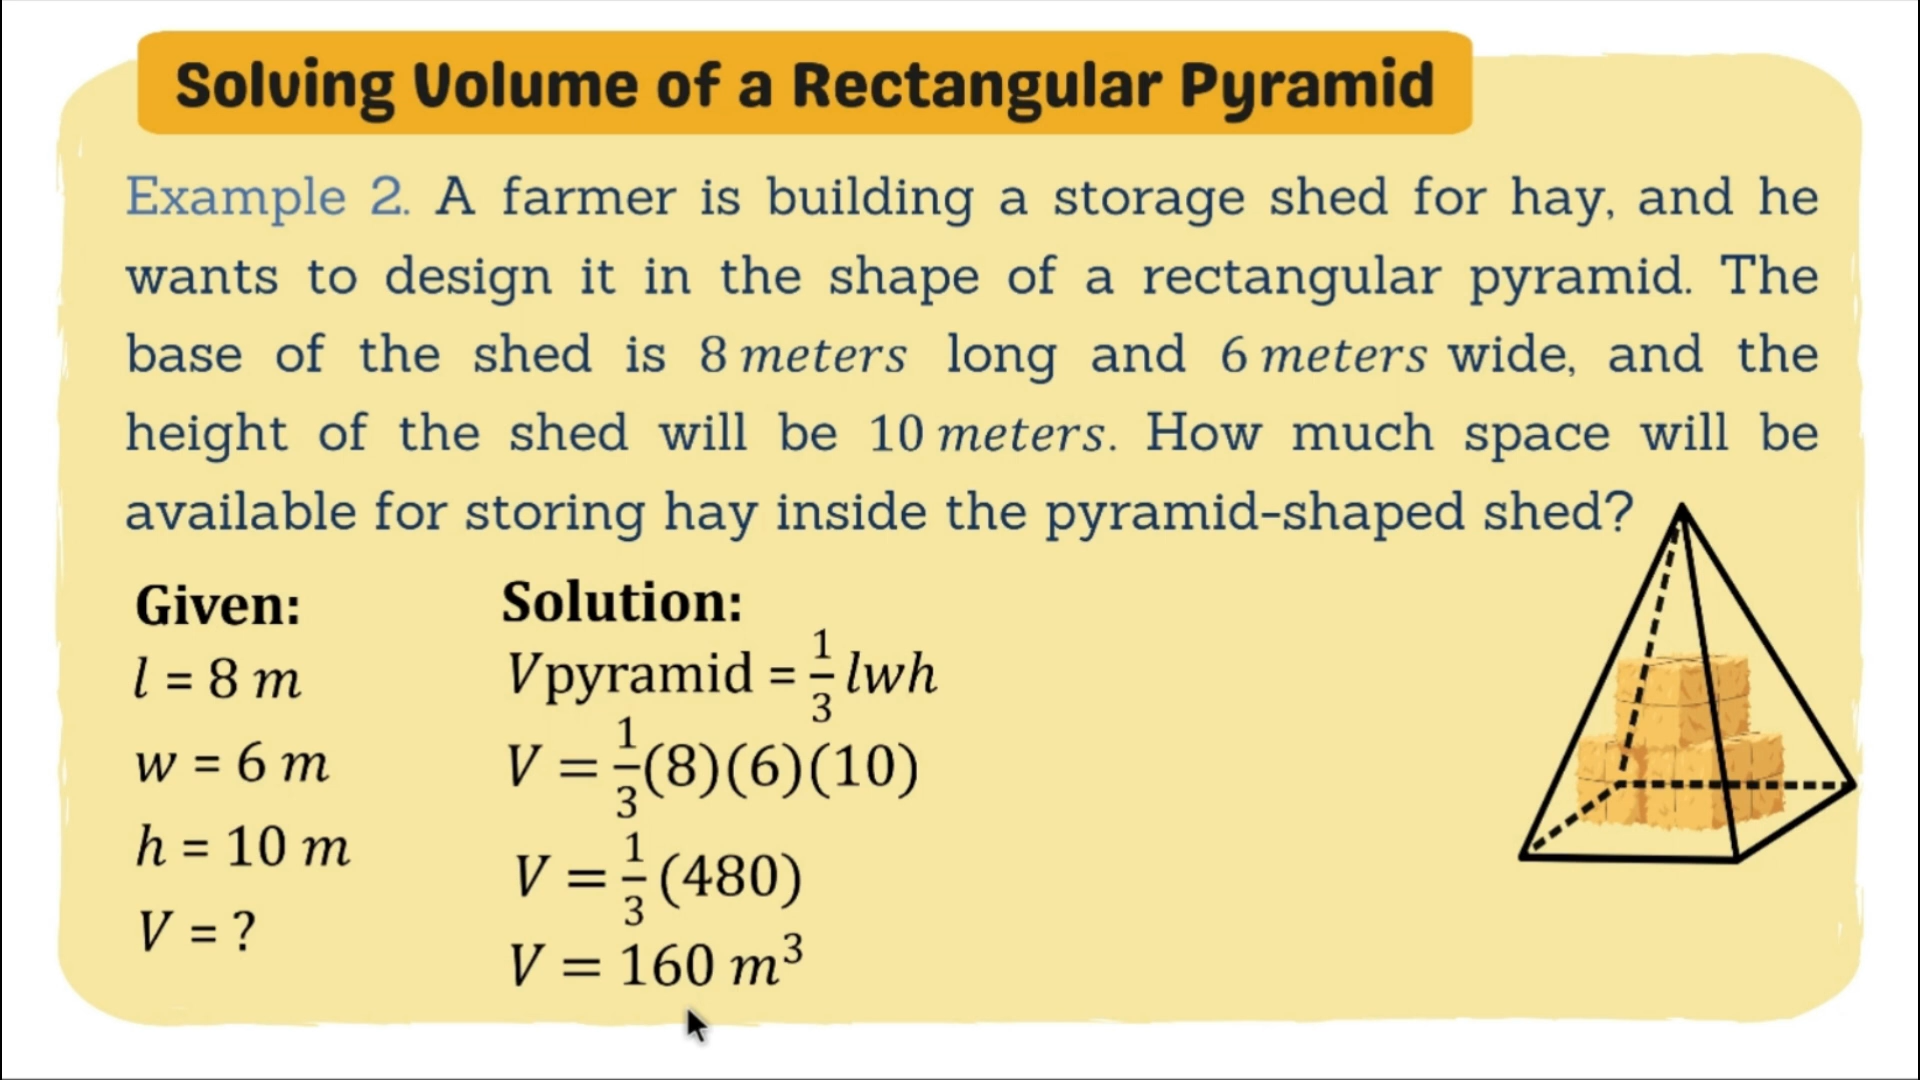 Solving Volume of a Rectangular Pyramid
Example 2. A farmer is building a storage shed for hay, and he
wants to design it in the shape of a rectangular pyramid. The
base of the shed is 8 meters long and 6 meters wide, and the
height of the shed will be 10 meters. How much space will be
available for storing hay inside the pyramid-shaped shed?
Given:
l = 8 m
w = 6 m
h = 10 m
V = ?
Solution:
Vpyramid = 1/3 lwh
V = 1/3 (8)(6)(10)
V = 1/3 (480)
V = 160 m³